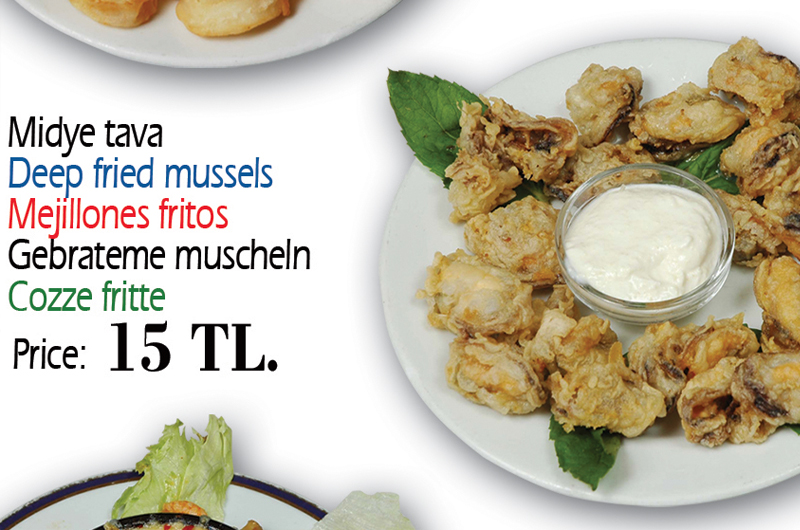 Midye tava
Deep fried mussels
Mejillones fritos
Gebrateme muscheln
Cozze fritte
Price: 15 TL.